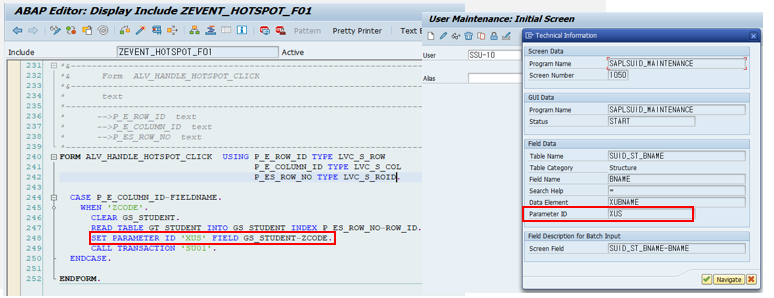 ABAP Editor: Display Include ZEVENT_HOTSPOT_F01
Pattern Pretty Printer Text E
Include ZEVENT_HOTSPOT_F01 Active
231 *&---------------------------------------------------------------------
232 *& Form ALV_HANDLE_HOTSPOT_CLICK
233 *&---------------------------------------------------------------------
234 * text
235 *----------------------------------------------------------------------
236 * -->P_E_ROW_ID text
237 * -->P_E_COLUMN_ID text
238 * -->P_ES_ROW_NO text
239 *----------------------------------------------------------------------
240 FORM ALV_HANDLE_HOTSPOT_CLICK USING P_E_ROW_ID TYPE LVC_S_ROW
241 P_E_COLUMN_ID TYPE LVC_S_COL
242 P_ES_ROW_NO TYPE LVC_S_ROID.
243
244 CASE P_E_COLUMN_ID-FIELDNAME.
245 WHEN 'ZCODE'.
246 CLEAR GS_STUDENT.
247 READ TABLE GT_STUDENT INTO GS_STUDENT INDEX P_ES_ROW_NO-ROW_ID.
248 SET PARAMETER ID 'XUS' FIELD GS_STUDENT-ZCODE.
249 CALL TRANSACTION 'SU01'.
250 ENDCASE.
251
252 ENDFORM.
User Maintenance: Initial Screen
User SSU-10
Alias
Technical Information
Screen Data
Program Name SAPLSUID_MAINTENANCE
Screen Number 1050
GUI Data
Program Name SAPLSUID_MAINTENANCE
Status START
Field Data
Table Name SUID_ST_BNAME
Table Category Structure
Field Name BNAME
Search Help =
Data Element XUBNAME
Parameter ID XUS
Field Description for Batch Input
Screen Field SUID_ST_BNAME-BNAME
Navigate